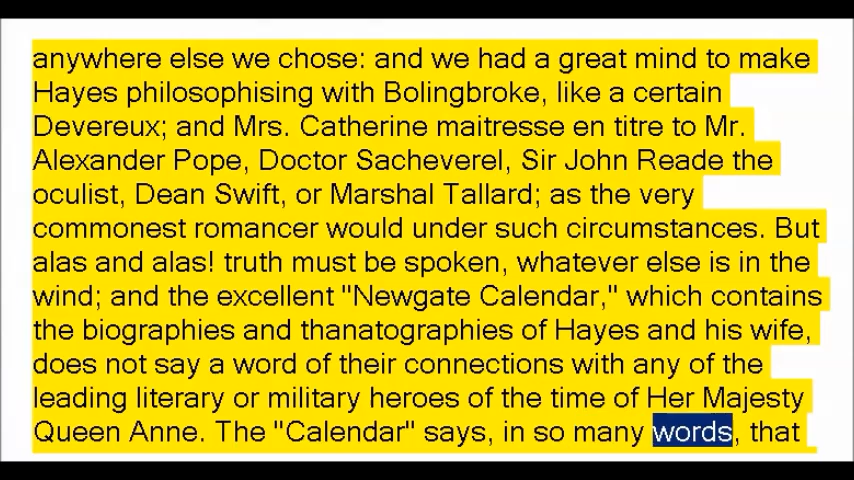 anywhere else we chose: and we had a great mind to make
Hayes philosophising with Bolingbroke, like a certain
Devereux; and Mrs. Catherine maitresse en titre to Mr.
Alexander Pope, Doctor Sacheverel, Sir John Reade the
oculist, Dean Swift, or Marshal Tallard; as the very
commonest romancer would under such circumstances. But
alas and alas! truth must be spoken, whatever else is in the
wind; and the excellent "Newgate Calendar," which contains
the biographies and thanatographies of Hayes and his wife,
does not say a word of their connections with any of the
leading literary or military heroes of the time of Her Majesty
Queen Anne. The "Calendar" says, in so many words, that